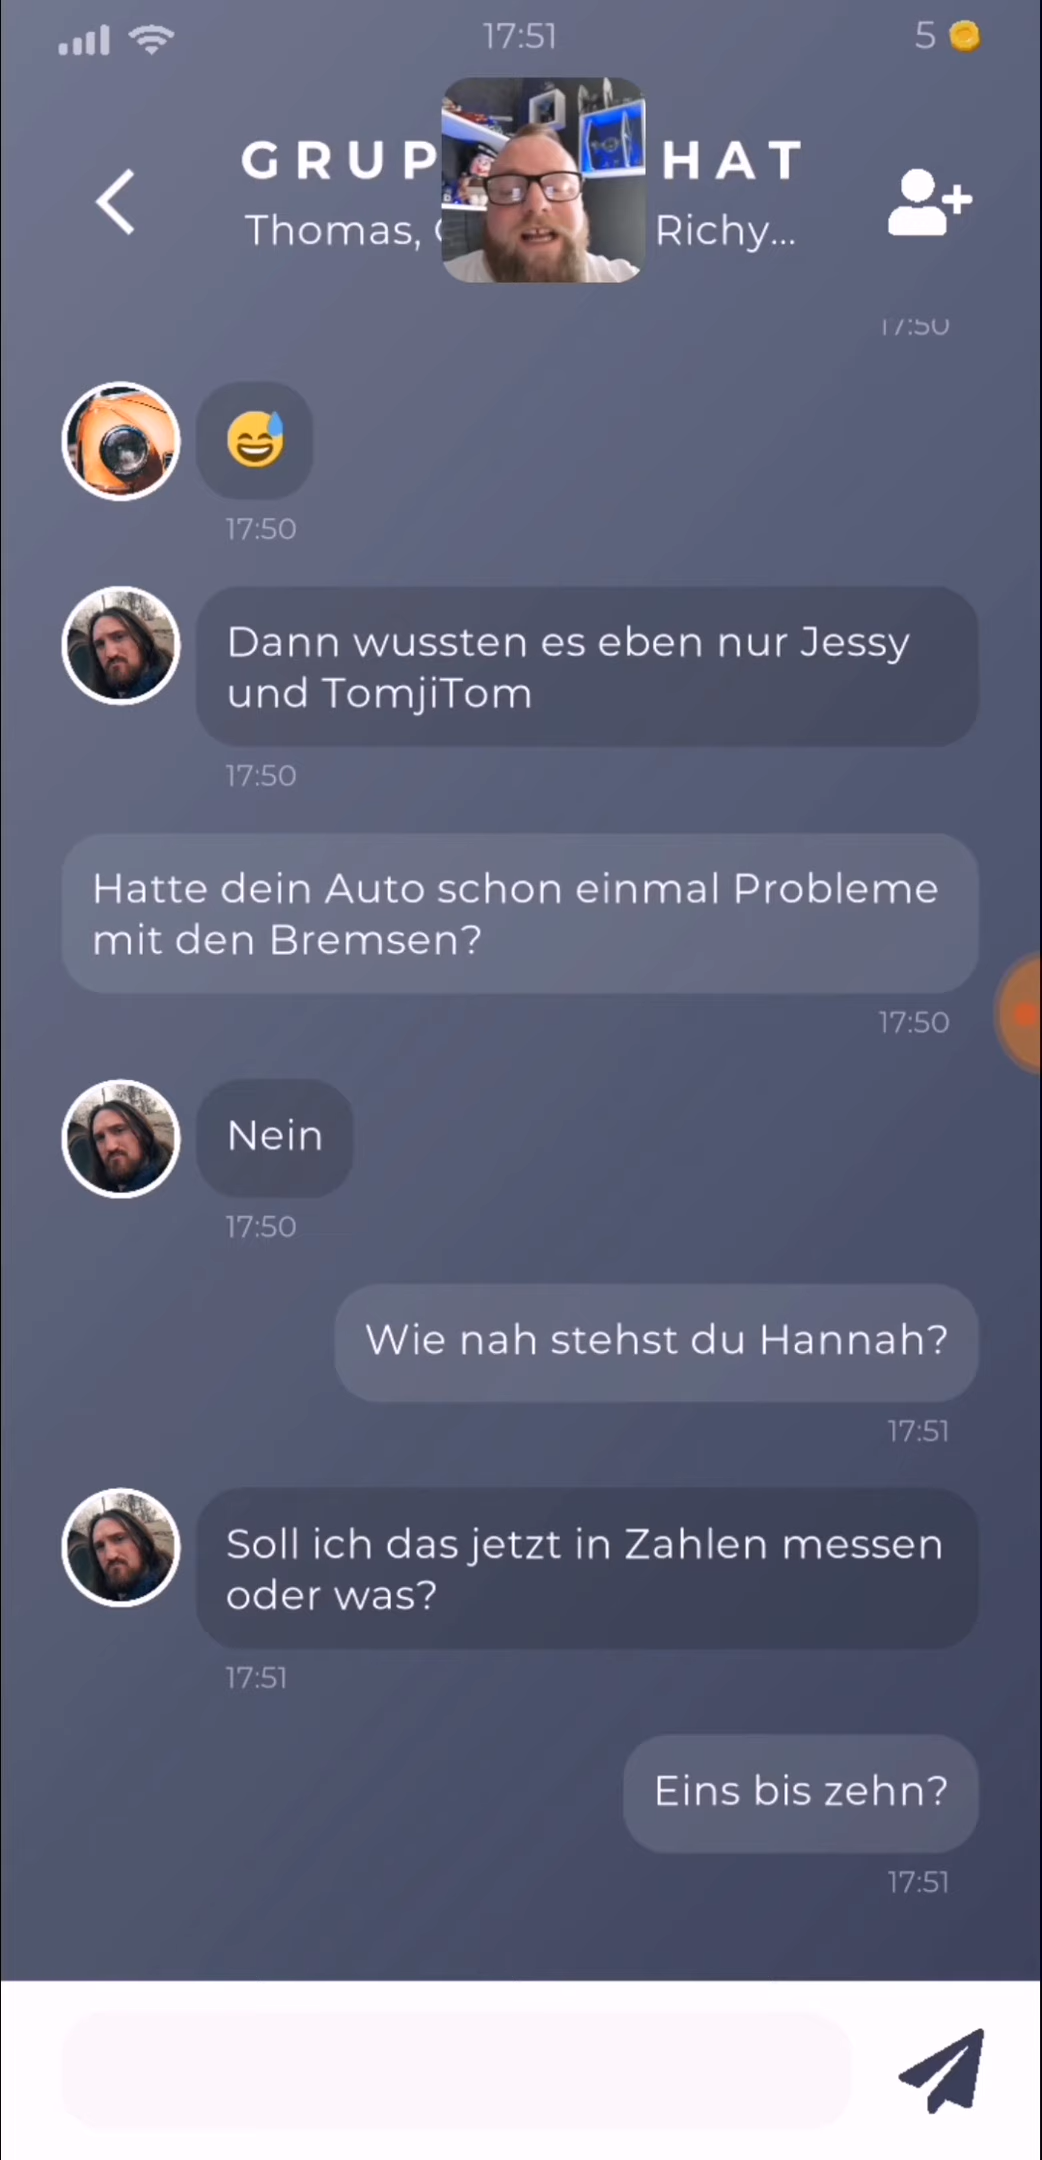 17:51
5
GRUP HAT
Thomas, Richy...
17:50
17:50
Dann wussten es eben nur Jessy
und TomjiTom
17:50
Hatte dein Auto schon einmal Probleme
mit den Bremsen?
17:50
Nein
17:50
Wie nah stehst du Hannah?
17:51
Soll ich das jetzt in Zahlen messen
oder was?
17:51
Eins bis zehn?
17:51